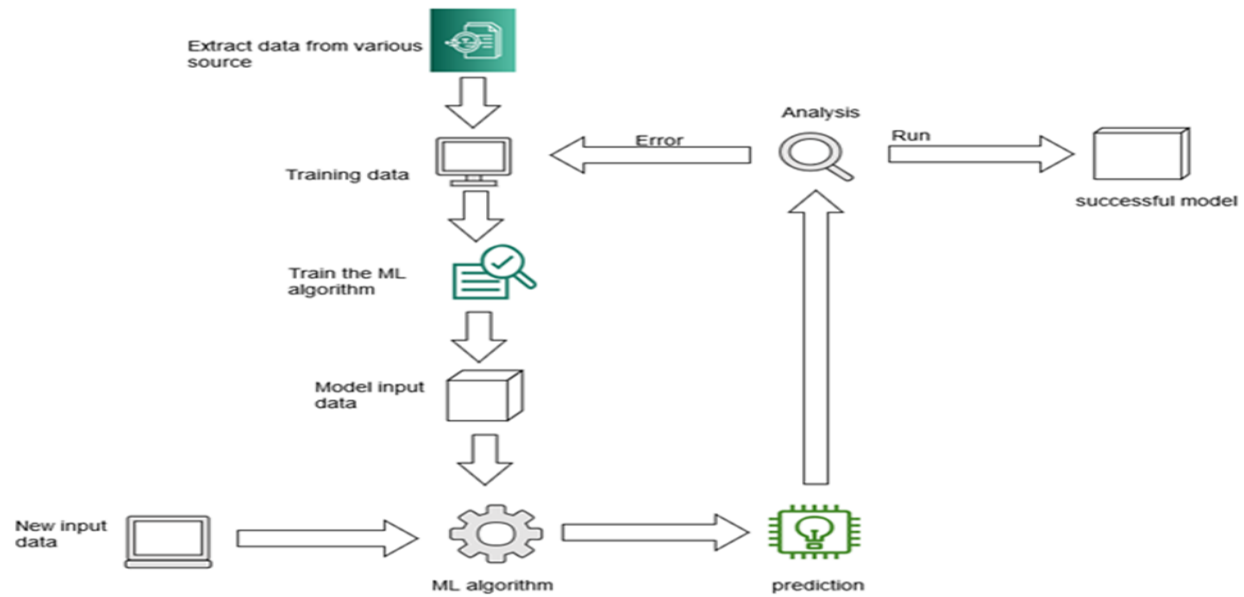 Extract data from various
source
Analysis
Error
Run
Training data
successful model
Train the ML
algorithm
Model input
data
New input
data
ML algorithm
prediction